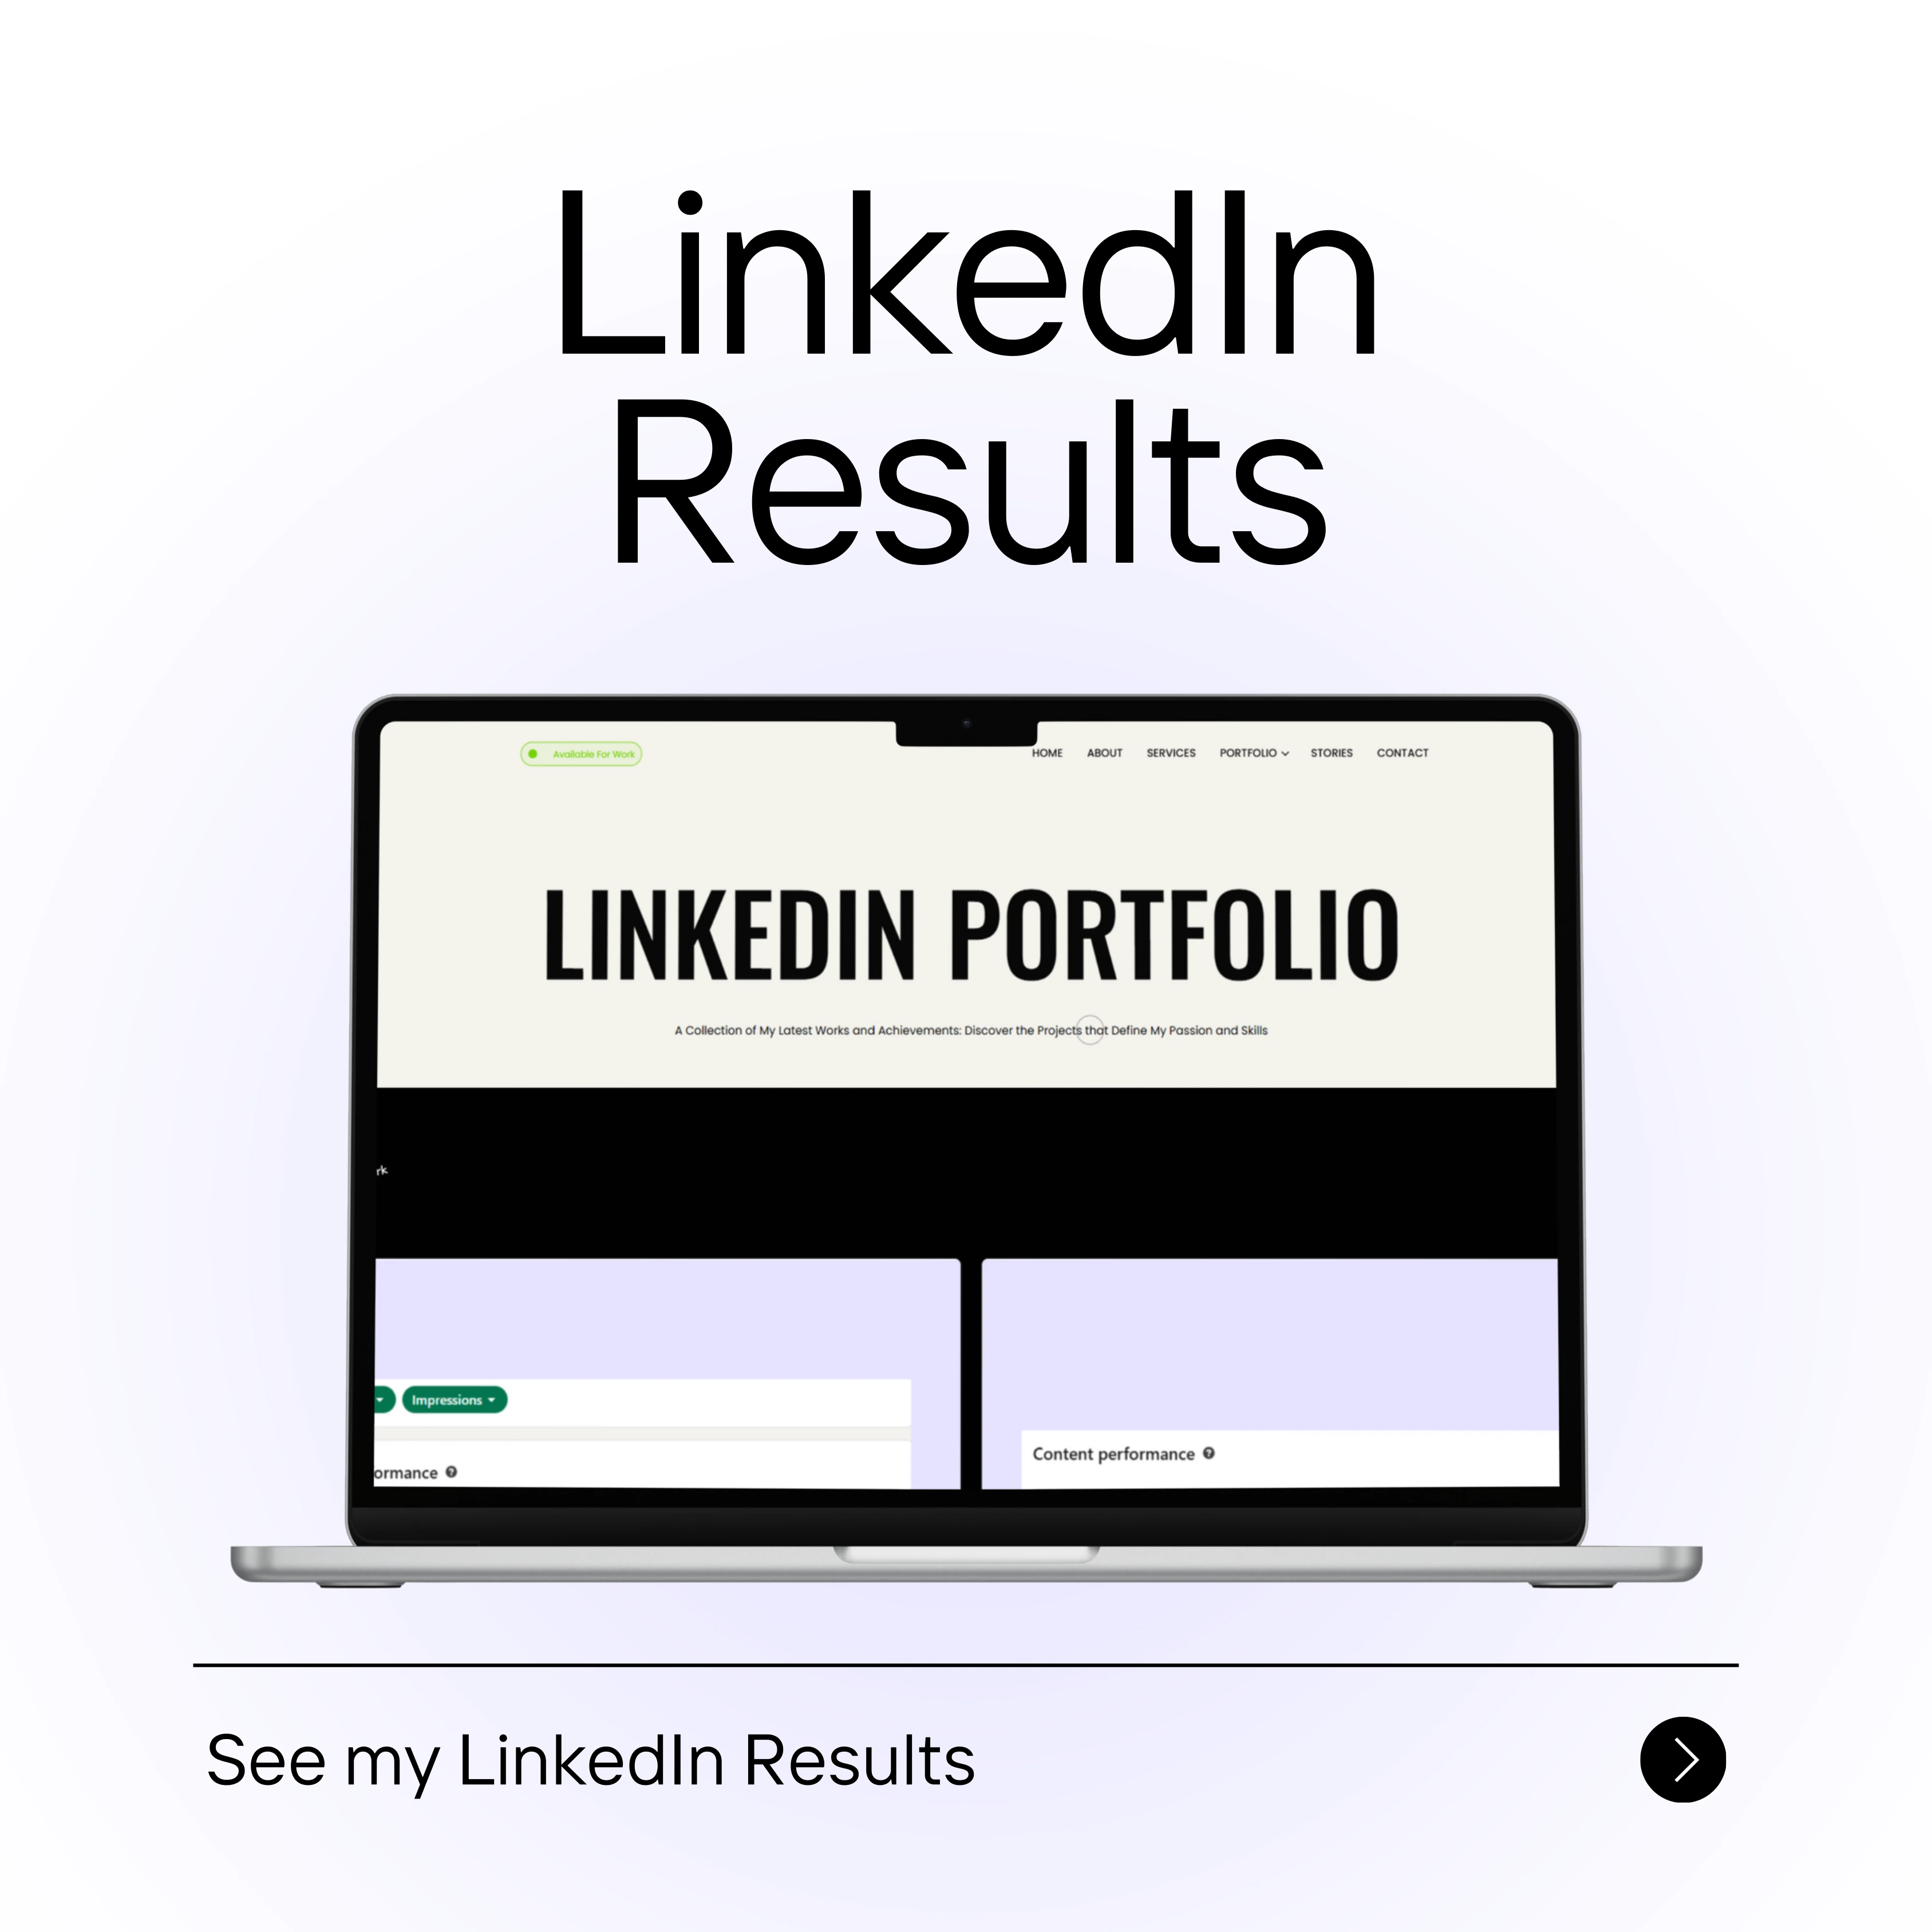 LinkedIn
Results
Available For Work
HOME ABOUT SERVICES PORTFOLIO STORIES CONTACT
LINKEDIN PORTFOLIO
A Collection of My Latest Works and Achievements: Discover the Projects that Define My Passion and Skills
rk
Impressions
ormance
Content performance
See my LinkedIn Results